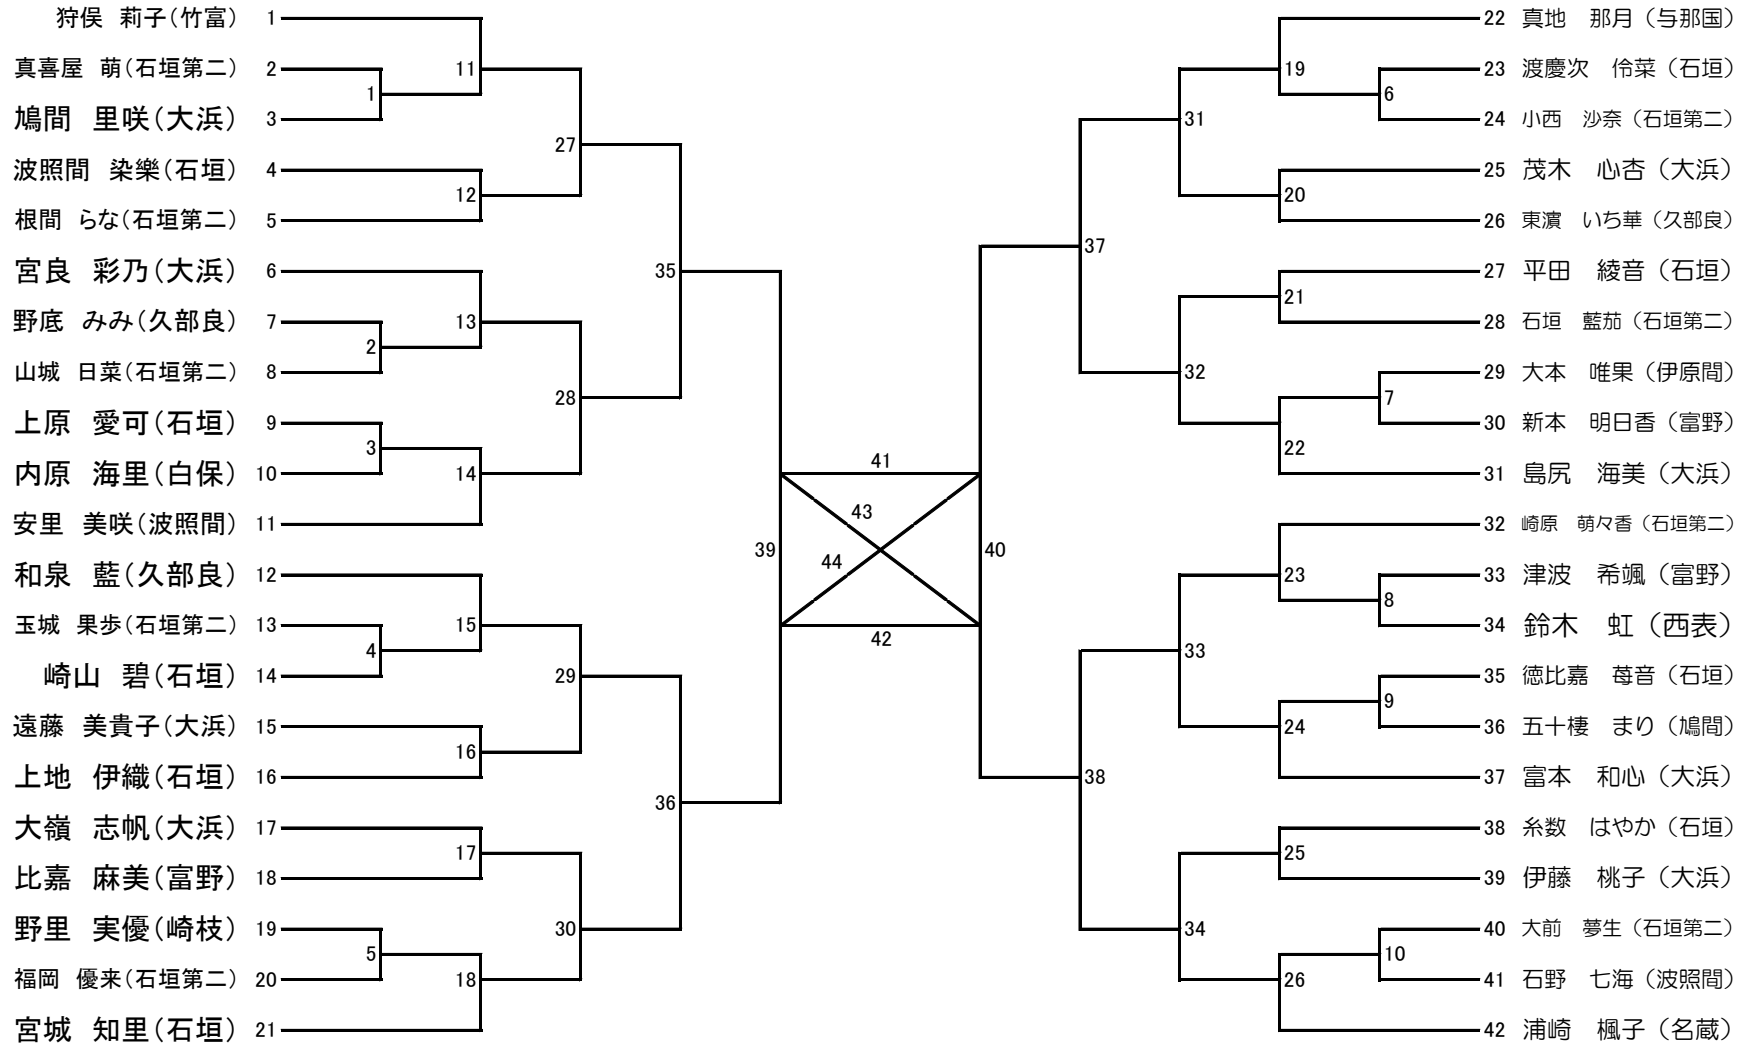 狩俣 莉子(竹富) 1
真喜屋 萌(石垣第二) 2
鳩間 里咲(大浜) 3
波照間 染樂(石垣) 4
根間 らな(石垣第二) 5
宮良 彩乃(大浜) 6
野底 みみ(久部良) 7
山城 日菜(石垣第二) 8
上原 愛可(石垣) 9
内原 海里(白保) 10
安里 美咲(波照間) 11
和泉 藍(久部良) 12
玉城 果歩(石垣第二) 13
崎山 碧(石垣) 14
遠藤 美貴子(大浜) 15
上地 伊織(石垣) 16
大嶺 志帆(大浜) 17
比嘉 麻美(富野) 18
野里 実優(崎枝) 19
福岡 優来(石垣第二) 20
宮城 知里(石垣) 21
1
2
3
4
5
11
12
13
14
15
16
17
18
27
28
29
30
35
36
39
41
43
44
42
40
37
38
31
32
33
34
19
20
21
22
23
24
25
26
6
7
8
9
10
22 真地 那月（与那国）
23 渡慶次 伶菜（石垣）
24 小西 沙奈（石垣第二）
25 茂木 心杏（大浜）
26 東濵 いち華（久部良）
27 平田 綾音（石垣）
28 石垣 藍茄（石垣第二）
29 大本 唯果（伊原間）
30 新本 明日香（富野）
31 島尻 海美（大浜）
32 崎原 萌々香（石垣第二）
33 津波 希颯（富野）
34 鈴木 虹（西表）
35 徳比嘉 苺音（石垣）
36 五十棲 まり（鳩間）
37 富本 和心（大浜）
38 糸数 はやか（石垣）
39 伊藤 桃子（大浜）
40 大前 夢生（石垣第二）
41 石野 七海（波照間）
42 浦崎 楓子（名蔵）